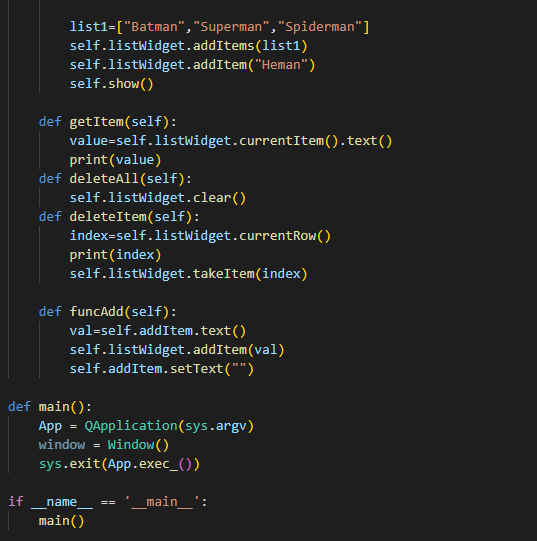 list1=["Batman","Superman","Spiderman"]
self.listWidget.addItems(list1)
self.listWidget.addItem("Heman")
self.show()
def getItem(self):
value=self.listWidget.currentItem().text()
print(value)
def deleteAll(self):
self.listWidget.clear()
def deleteItem(self):
index=self.listWidget.currentRow()
print(index)
self.listWidget.takeItem(index)
def funcAdd(self):
val=self.addItem.text()
self.listWidget.addItem(val)
self.addItem.setText("")
def main():
App = QApplication(sys.argv)
window = Window()
sys.exit(App.exec_())
if __name__ == '__main__':
main()